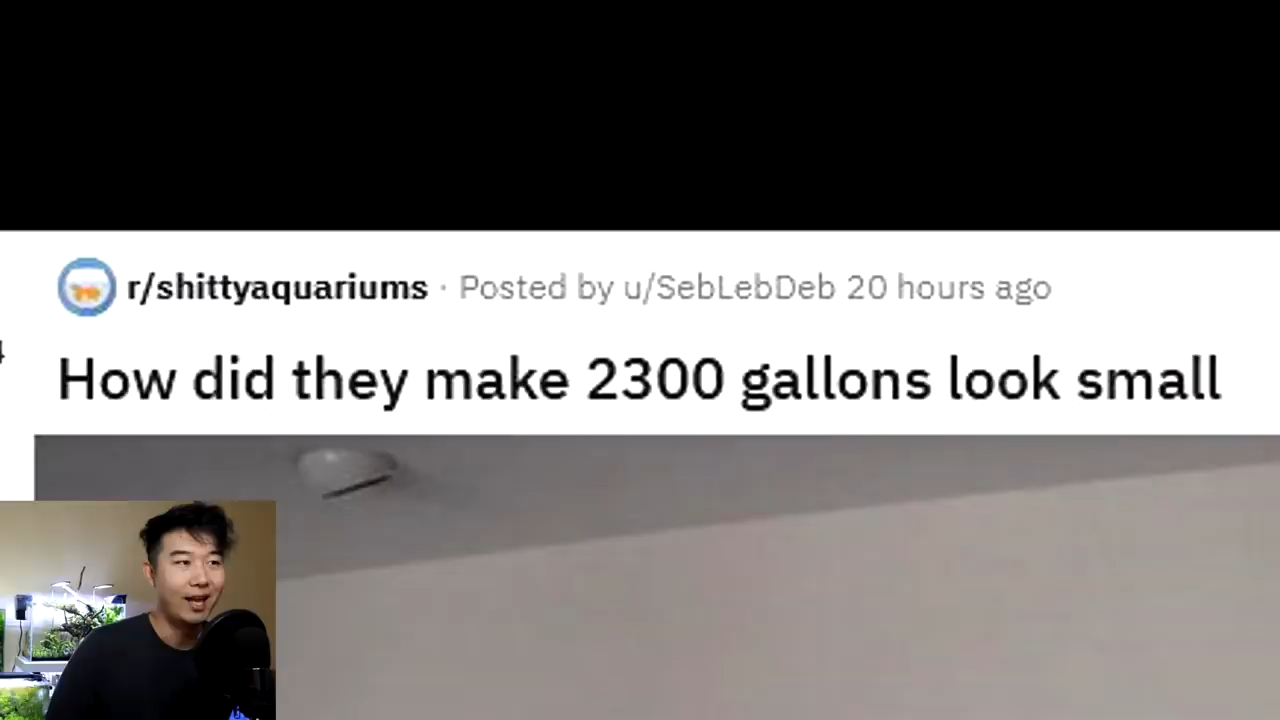 r/shittyaquariums · Posted by u/SebLebDeb 20 hours ago
How did they make 2300 gallons look small